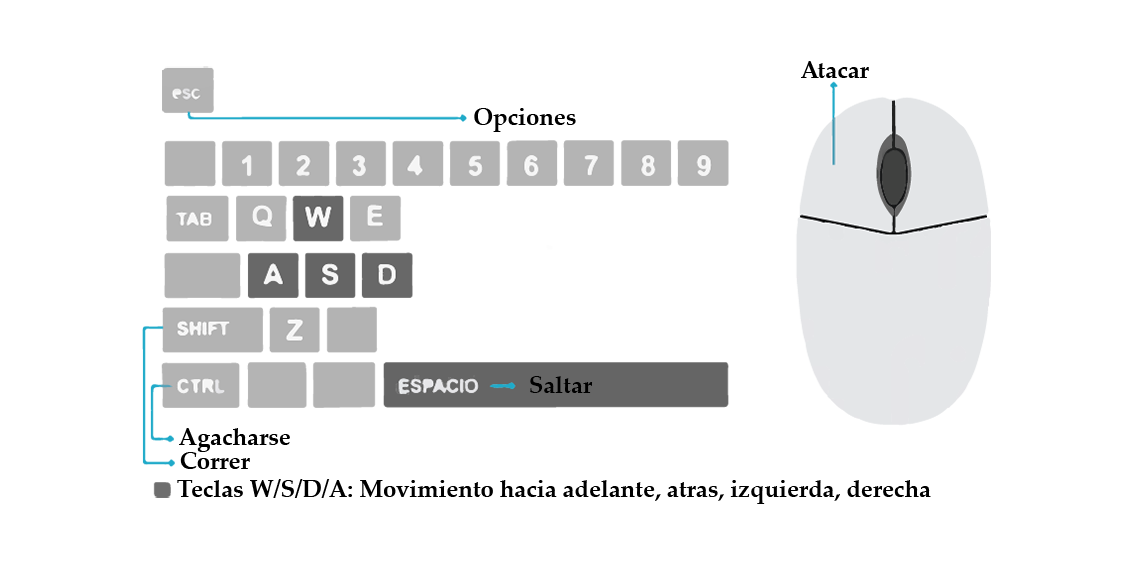 Atacar
esc
Opciones
1 2 3 4 5 6 7 8 9
TAB Q W E
A S D
SHIFT Z
CTRL ESPACIO Saltar
Agacharse
Correr
Teclas W/S/D/A: Movimiento hacia adelante, atras, izquierda, derecha